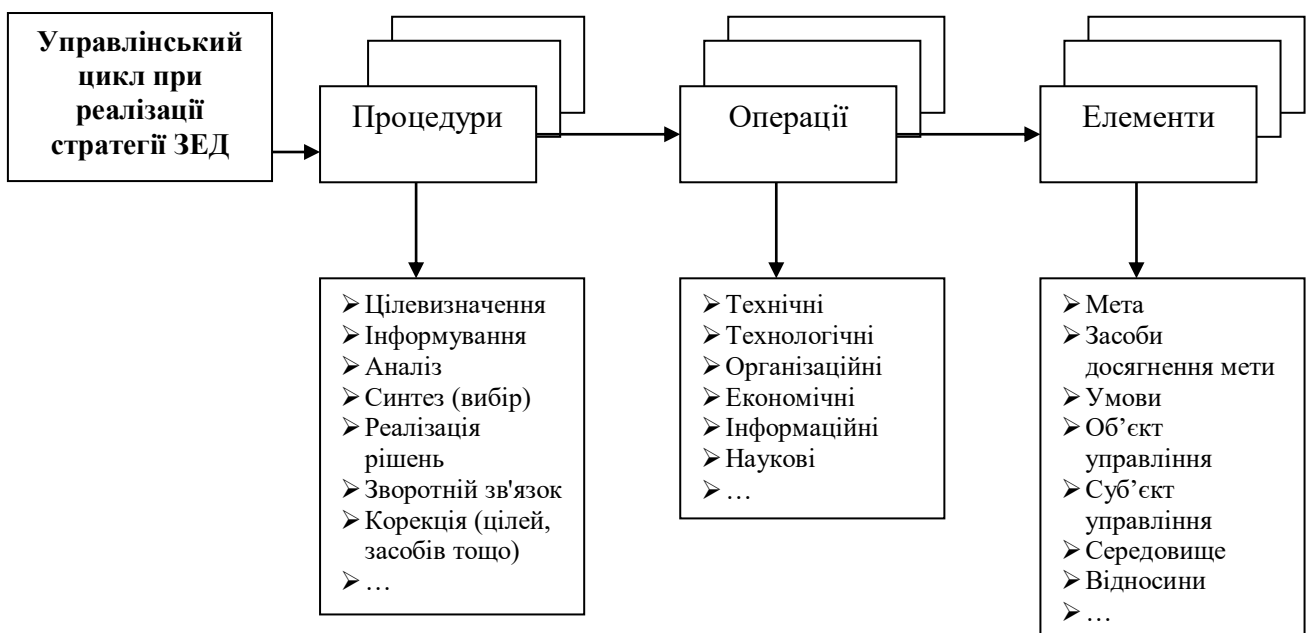 Управлінський
цикл при
реалізації
стратегії ЗЕД
Процедури
Операції
Елементи
➢ Цілевизначення
➢ Інформування
➢ Аналіз
➢ Синтез (вибір)
➢ Реалізація
рішень
➢ Зворотній зв'язок
➢ Корекція (цілей,
засобів тощо)
➢ …
➢ Технічні
➢ Технологічні
➢ Організаційні
➢ Економічні
➢ Інформаційні
➢ Наукові
➢ …
➢ Мета
➢ Засоби
досягнення мети
➢ Умови
➢ Об’єкт
управління
➢ Суб’єкт
управління
➢ Середовище
➢ Відносини
➢ …